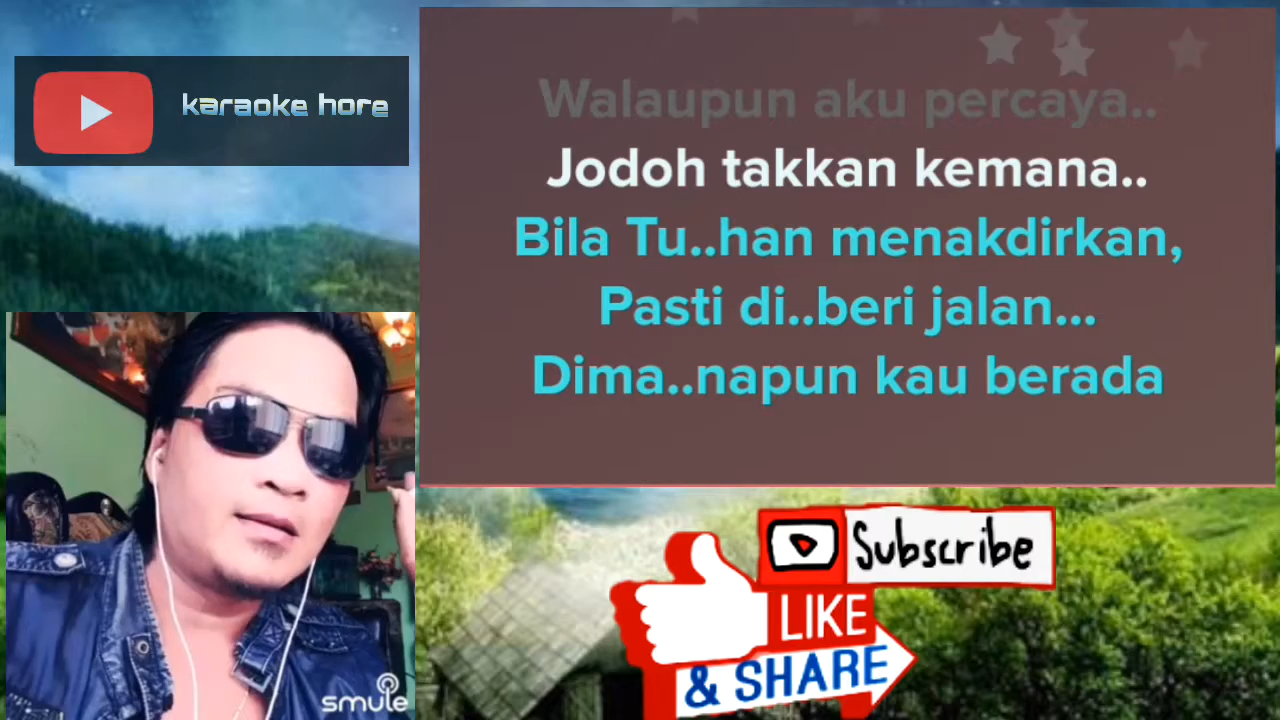 karaoke hore
Walaupun aku percaya..
Jodoh takkan kemana..
Bila Tu..han menakdirkan,
Pasti di..beri jalan...
Dima..napun kau berada
Subscribe
LIKE
& SHARE
smule